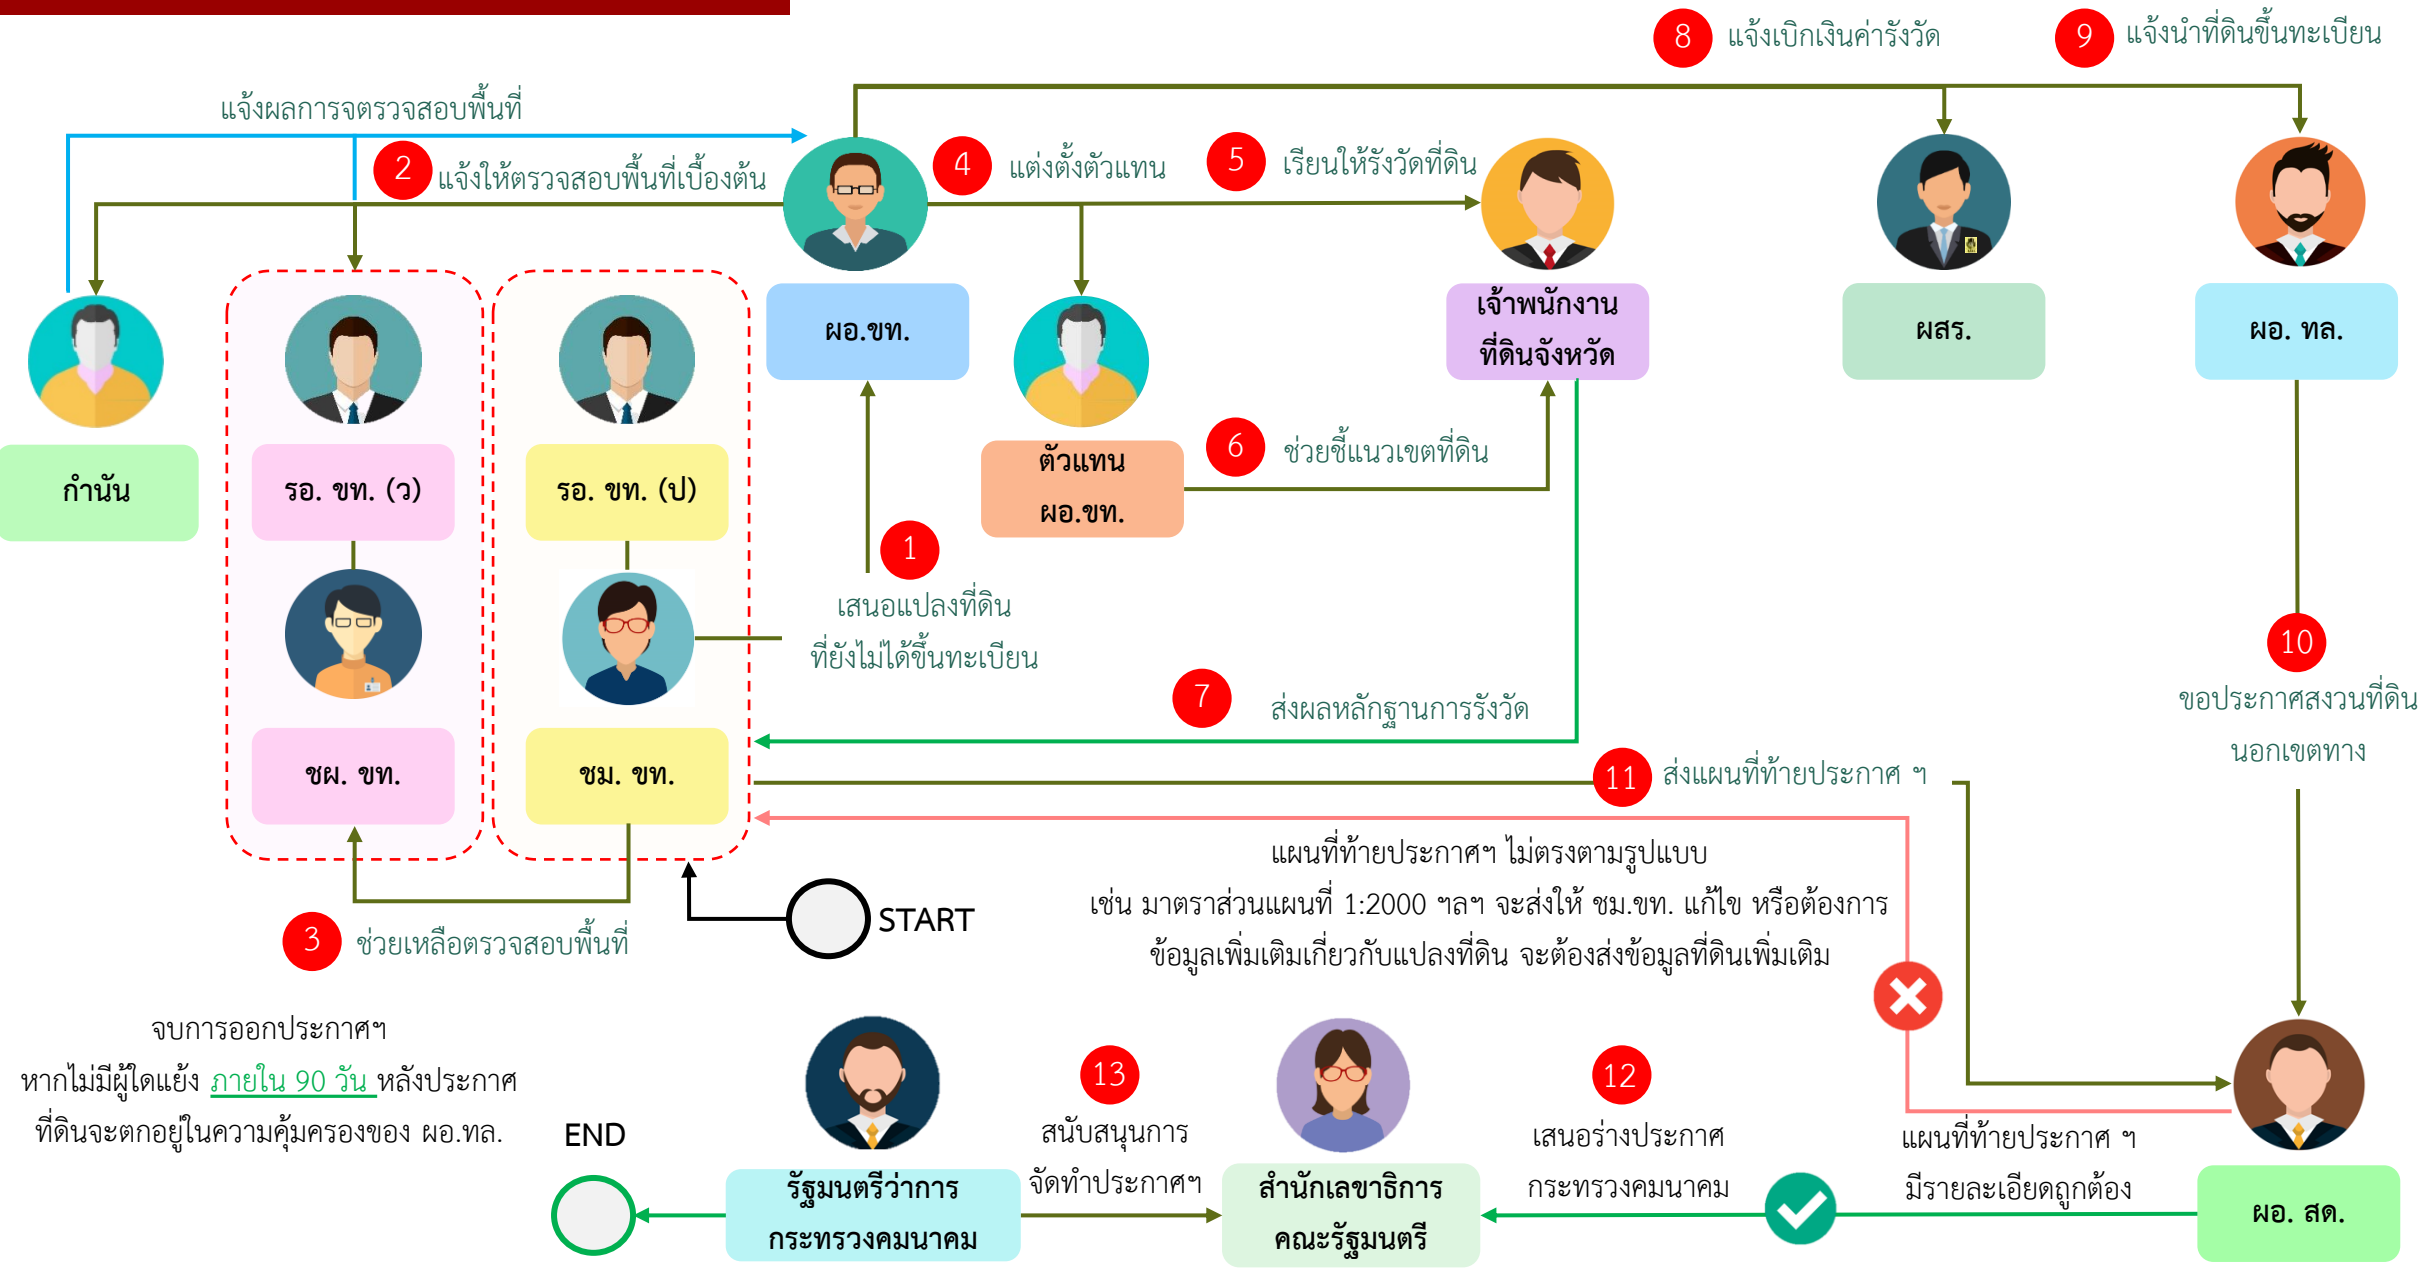 8 แจ้งเบิกเงินค่ารังวัด
9 แจ้งนำที่ดินขึ้นทะเบียน
แจ้งผลการจตรวจสอบพื้นที่
2 แจ้งให้ตรวจสอบพื้นที่เบื้องต้น
4 แต่งตั้งตัวแทน
5 เรียนให้รังวัดที่ดิน
ผอ.ขท.
เจ้าพนักงาน
ที่ดินจังหวัด
ผสร.
ผอ. ทล.
กำนัน
รอ. ขท. (ว)
รอ. ขท. (ป)
ตัวแทน
ผอ.ขท.
6 ช่วยชี้แนวเขตที่ดิน
1
เสนอแปลงที่ดิน
ที่ยังไม่ได้ขึ้นทะเบียน
10
ขอประกาศสงวนที่ดิน
นอกเขตทาง
7 ส่งผลหลักฐานการรังวัด
ชผ. ขท.
ชม. ขท.
11 ส่งแผนที่ท้ายประกาศ ฯ
แผนที่ท้ายประกาศฯ ไม่ตรงตามรูปแบบ
เช่น มาตราส่วนแผนที่ 1:2000 ฯลฯ จะส่งให้ ชม.ขท. แก้ไข หรือต้องการ
ข้อมูลเพิ่มเติมเกี่ยวกับแปลงที่ดิน จะต้องส่งข้อมูลที่ดินเพิ่มเติม
START
3 ช่วยเหลือตรวจสอบพื้นที่
จบการออกประกาศฯ
หากไม่มีผู้ใดแย้ง ภายใน 90 วัน หลังประกาศ
ที่ดินจะตกอยู่ในความคุ้มครองของ ผอ.ทล.
END
รัฐมนตรีว่าการ
กระทรวงคมนาคม
13
สนับสนุนการ
จัดทำประกาศฯ
สำนักเลขาธิการ
คณะรัฐมนตรี
12
เสนอร่างประกาศ
กระทรวงคมนาคม
แผนที่ท้ายประกาศ ฯ
มีรายละเอียดถูกต้อง
ผอ. สด.